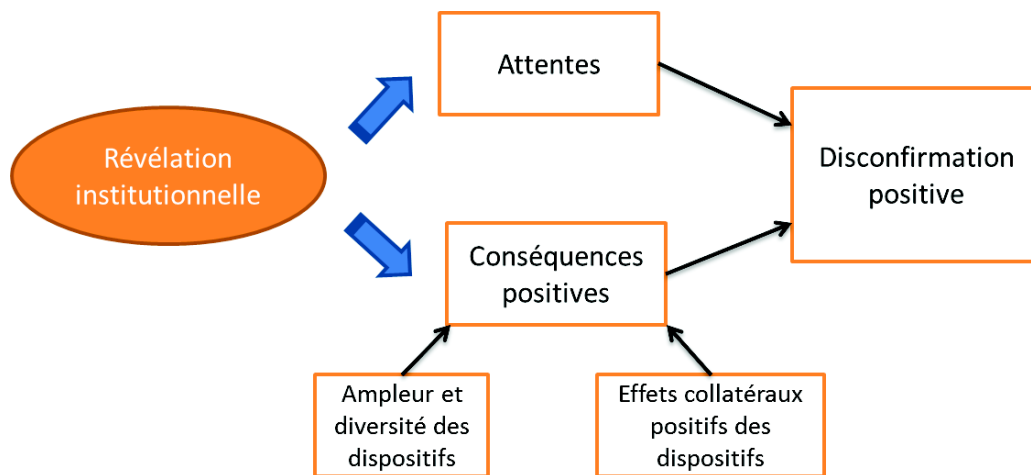 Attentes
Révélation
institutionnelle
Disconfirmation
positive
Conséquences
positives
Ampleur et
diversité des
dispositifs
Effets collatéraux
positifs des
dispositifs